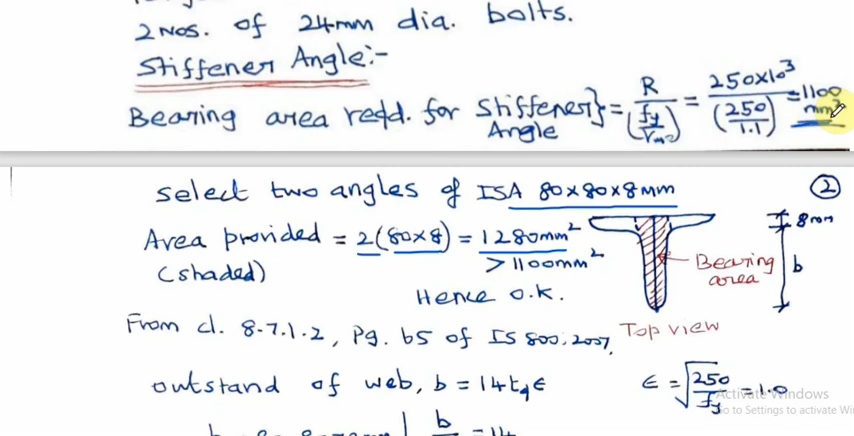 2 Nos. of 24mm dia. bolts.
Stiffener Angle:-
Bearing area reqd. for Stiffener Angle} = R / (fy/γm0) = 250×10³ / (250/1.1) = 1100 mm²
select two angles of ISA 80×80×8mm
②
Area provided = 2(80×8) = 1280mm²
(shaded)
> 1100mm²
Hence O.K.
8mm
Bearing area
b
Top view
From cl. 8.7.1.2, Pg. 65 of IS 800:2007,
outstand of web, b = 14tqϵ
ϵ = √(250/fy) = 1.0
Activate Windows
Go to Settings to activate Wi
b
= 14